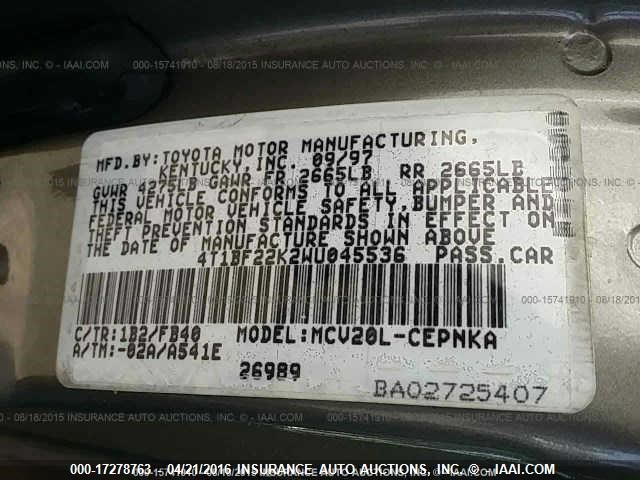 000-15741910 - 08/18/2015 INSURANCE AUTO AUCTIONS, INC. © - IAAI.COM
MFD.BY:TOYOTA MOTOR MANUFACTURING,
KENTUCKY, INC. 09/97
GVWR 4275LB GAWR FR 2665LB RR 2665LB
THIS VEHICLE CONFORMS TO ALL APPLICABLE
FEDERAL MOTOR VEHICLE SAFETY,BUMPER AND
THEFT PREVENTION STANDARDS IN EFFECT ON
THE DATE OF MANUFACTURE SHOWN ABOVE
4T1BF22K2WU045536 PASS.CAR
C/TR:1B2/FB40 MODEL:MCV20L-CEPNKA
A/TM:-02A/A541E
26989
BA02725407
000-17278763 - 04/21/2016 - INSURANCE AUTO AUCTIONS, INC. © - IAAI.COM